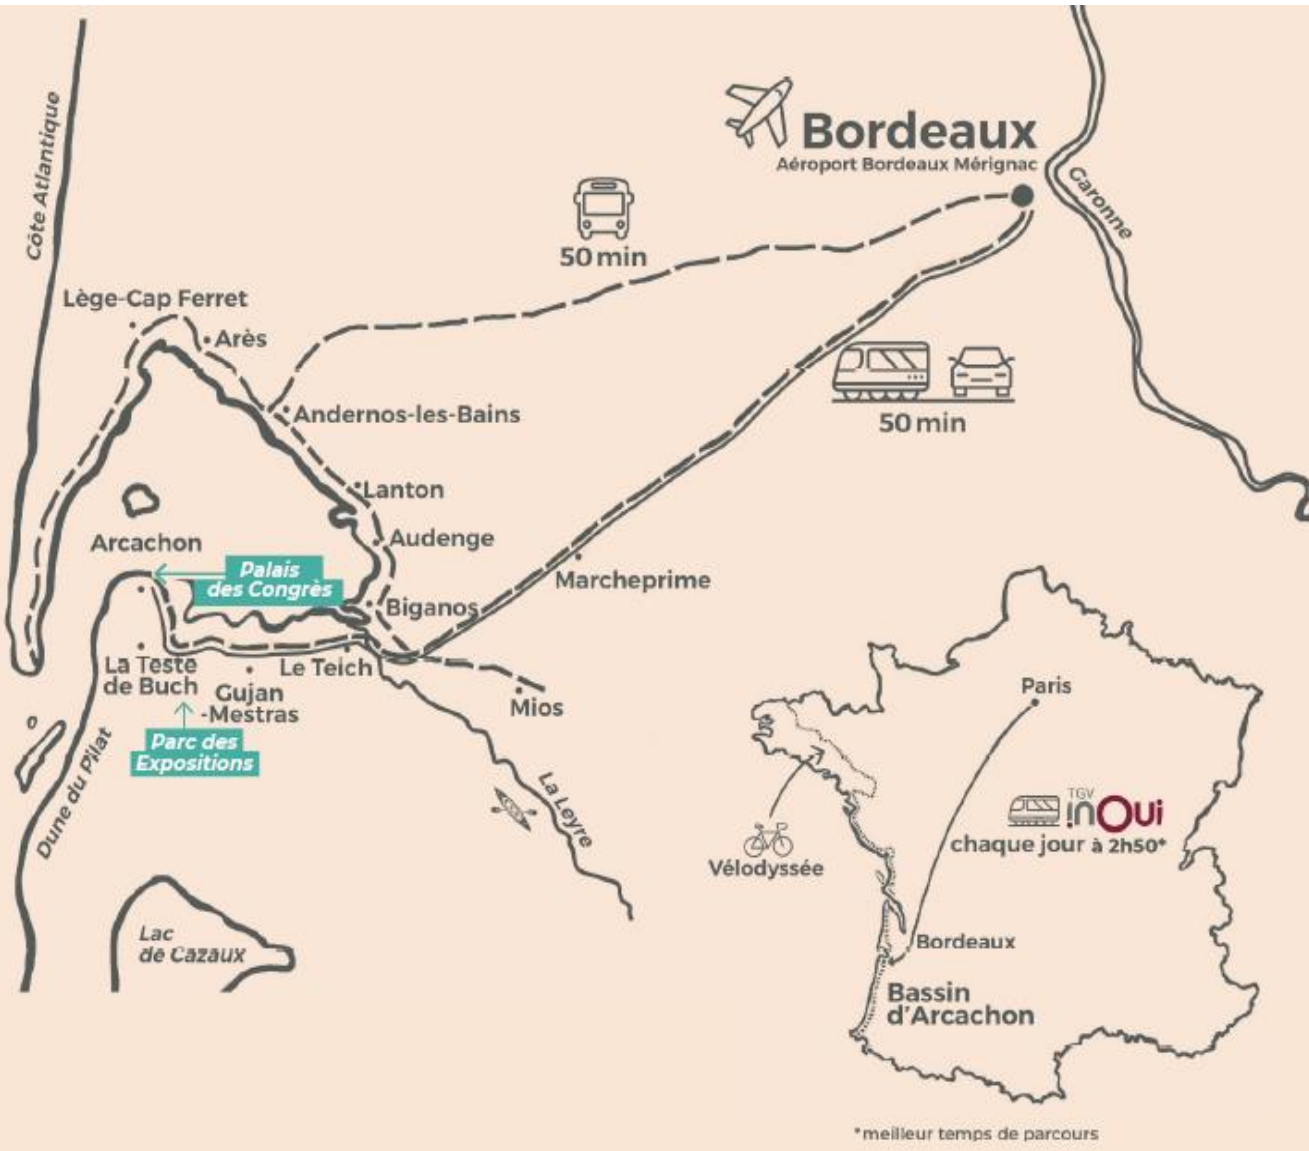 Bordeaux
Aéroport Bordeaux Mérignac
Garonne
Côte Atlantique
50 min
Lège-Cap Ferret
Arès
50 min
Andernos-les-Bains
Lanton
Arcachon
Audenge
Palais
des Congrès
Marcheprime
Biganos
La Teste
de Buch
Gujan
-Mestras
Le Teich
Mios
Parc des
Expositions
Dune du Pilat
La Leyre
Lac
de Cazaux
Paris
TGV
inOui
chaque jour à 2h50*
Vélodyssée
Bordeaux
Bassin
d'Arcachon
*meilleur temps de parcours